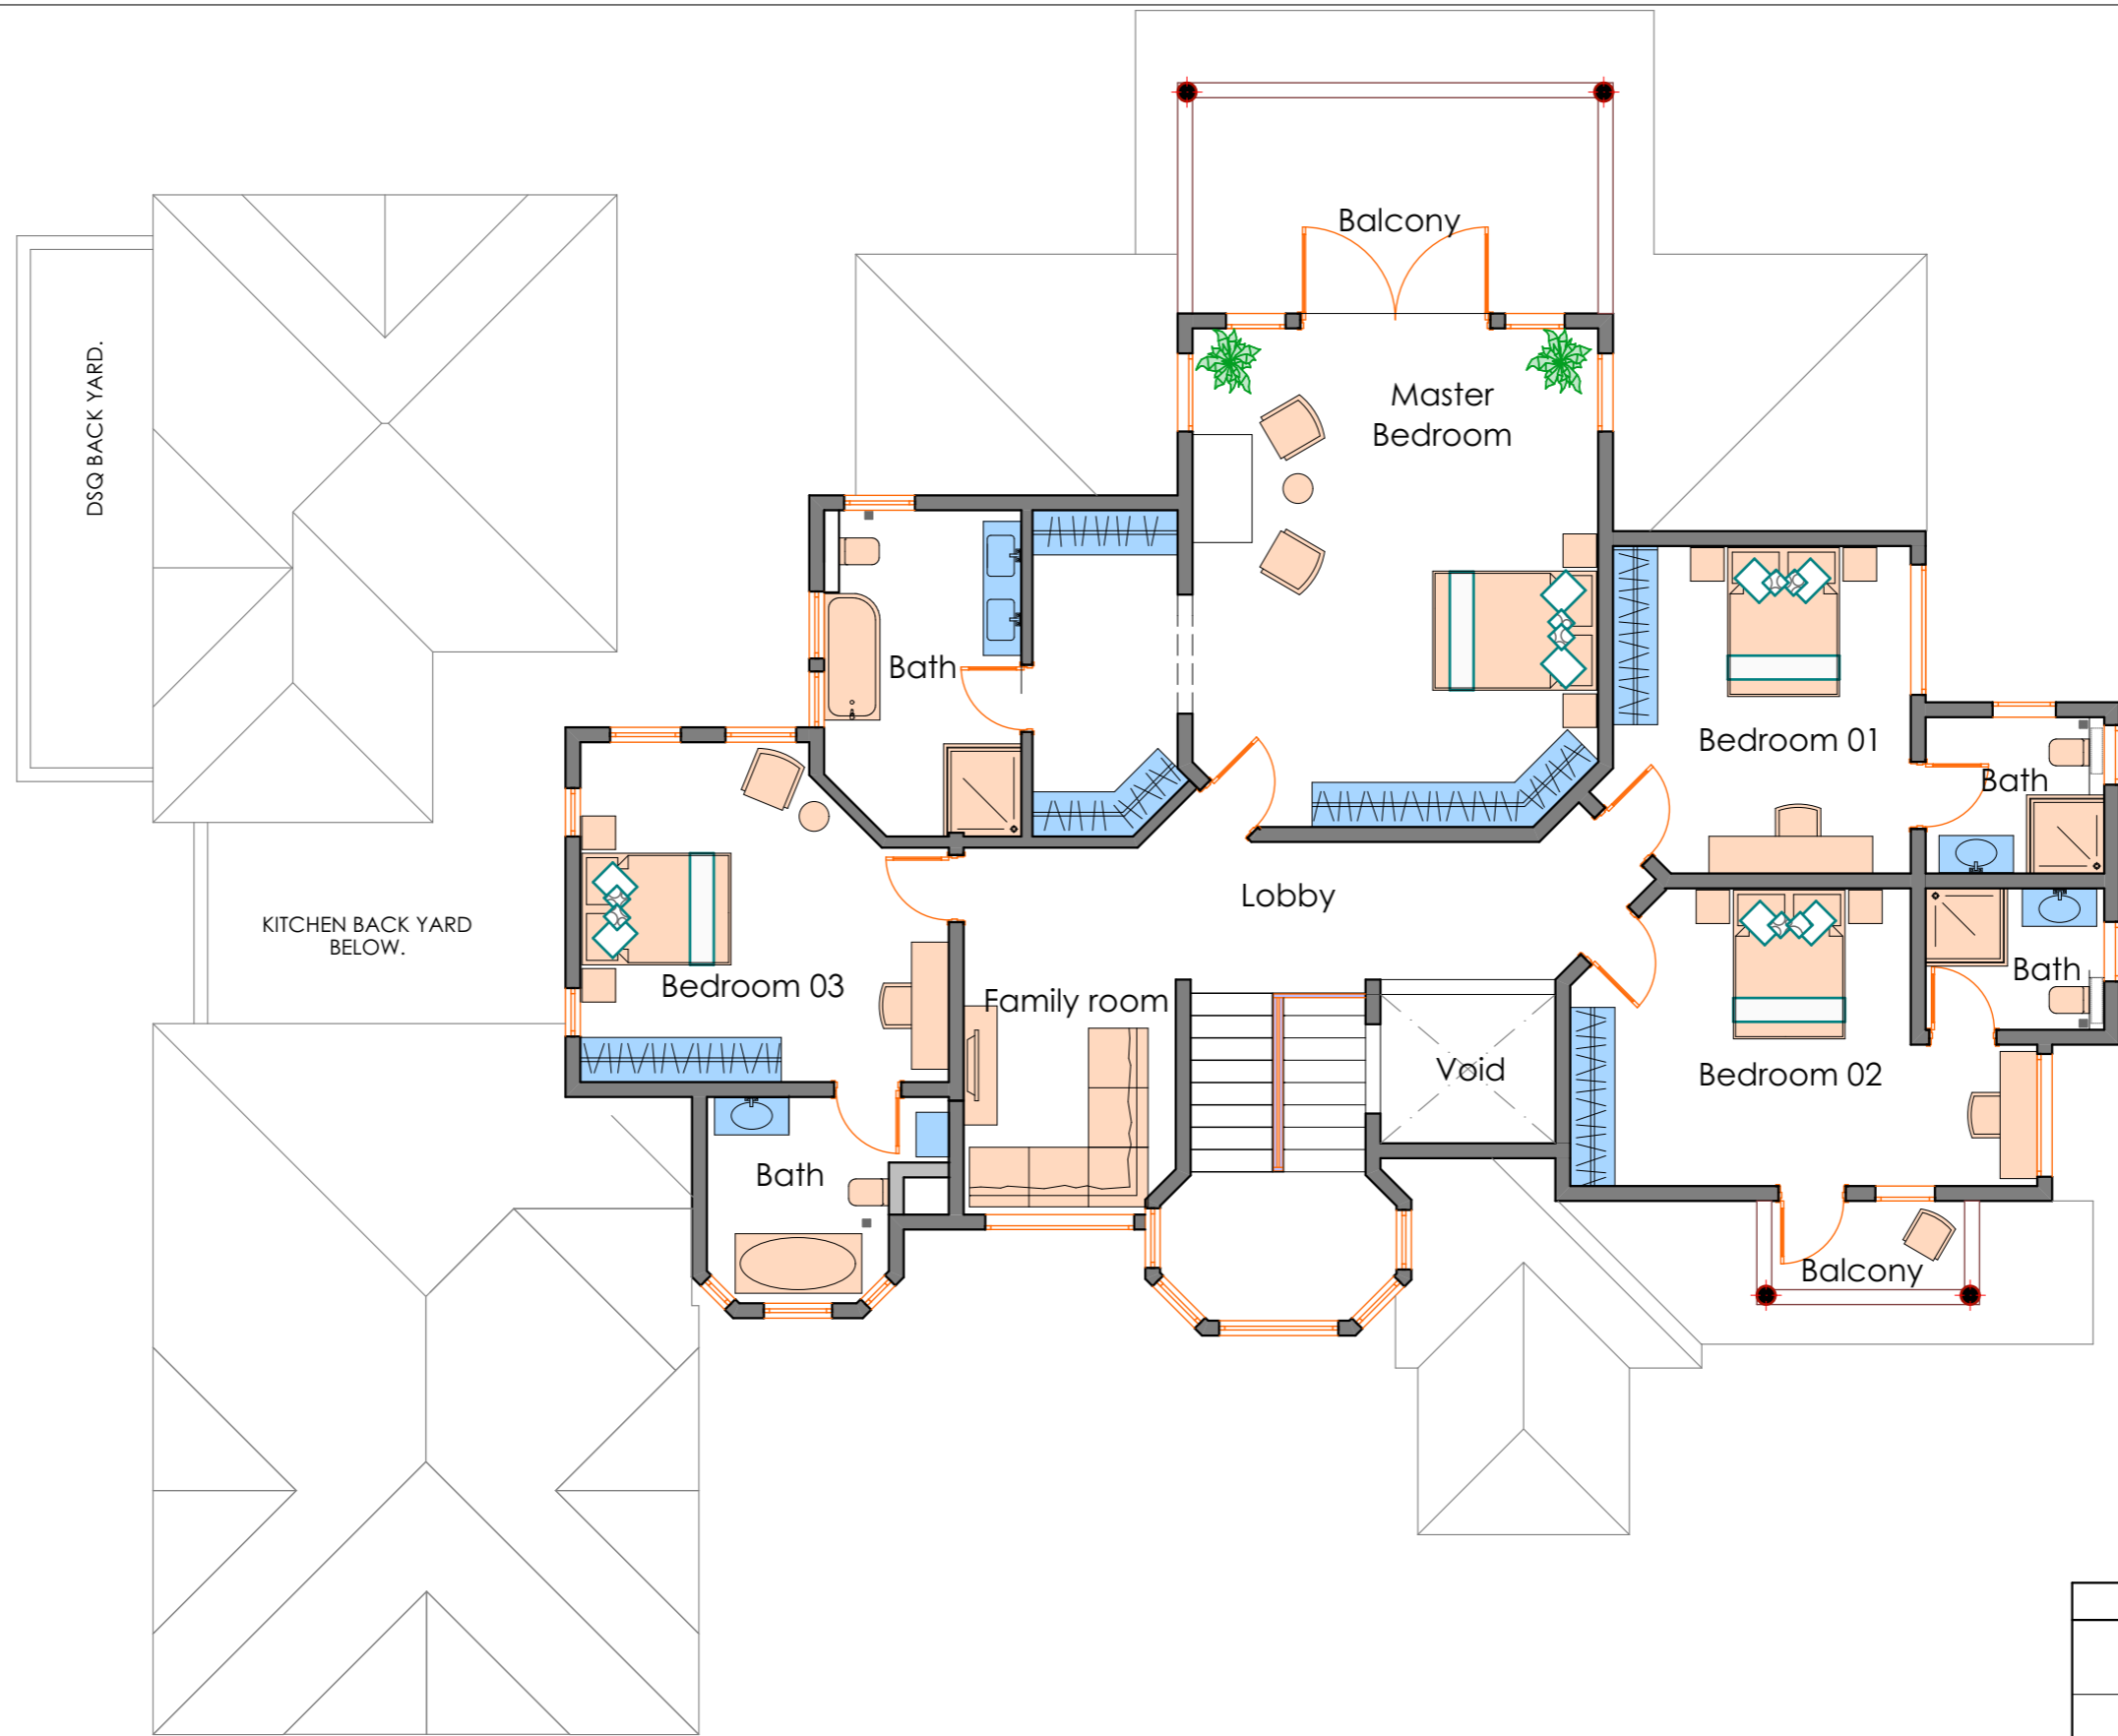 Balcony
DSQ BACK YARD.
Master
Bedroom
Bath
Bedroom 01
Bath
Lobby
KITCHEN BACK YARD
BELOW.
Bedroom 03
Family room
Bath
Void
Bedroom 02
Bath
Balcony